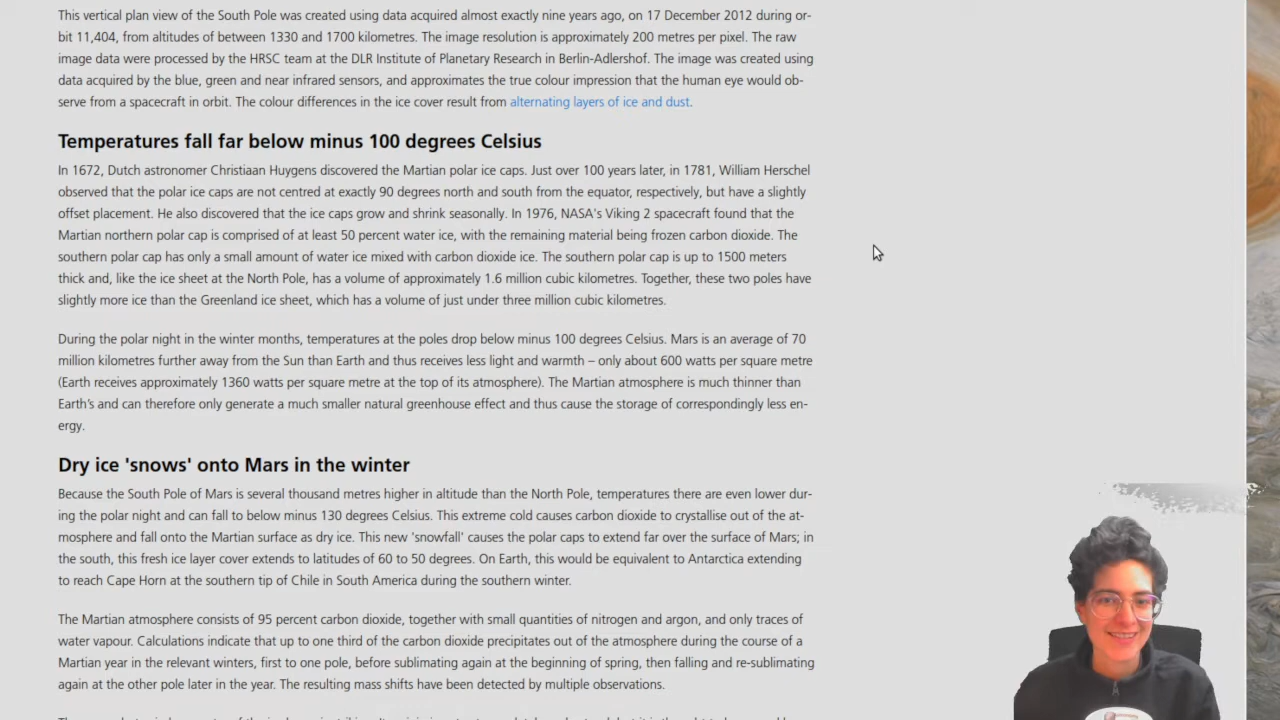 This vertical plan view of the South Pole was created using data acquired almost exactly nine years ago, on 17 December 2012 during or-
bit 11,404, from altitudes of between 1330 and 1700 kilometres. The image resolution is approximately 200 metres per pixel. The raw
image data were processed by the HRSC team at the DLR Institute of Planetary Research in Berlin-Adlershof. The image was created using
data acquired by the blue, green and near infrared sensors, and approximates the true colour impression that the human eye would ob-
serve from a spacecraft in orbit. The colour differences in the ice cover result from alternating layers of ice and dust.
Temperatures fall far below minus 100 degrees Celsius
In 1672, Dutch astronomer Christiaan Huygens discovered the Martian polar ice caps. Just over 100 years later, in 1781, William Herschel
observed that the polar ice caps are not centred at exactly 90 degrees north and south from the equator, respectively, but have a slightly
offset placement. He also discovered that the ice caps grow and shrink seasonally. In 1976, NASA's Viking 2 spacecraft found that the
Martian northern polar cap is comprised of at least 50 percent water ice, with the remaining material being frozen carbon dioxide. The
southern polar cap has only a small amount of water ice mixed with carbon dioxide ice. The southern polar cap is up to 1500 meters
thick and, like the ice sheet at the North Pole, has a volume of approximately 1.6 million cubic kilometres. Together, these two poles have
slightly more ice than the Greenland ice sheet, which has a volume of just under three million cubic kilometres.
During the polar night in the winter months, temperatures at the poles drop below minus 100 degrees Celsius. Mars is an average of 70
million kilometres further away from the Sun than Earth and thus receives less light and warmth – only about 600 watts per square metre
(Earth receives approximately 1360 watts per square metre at the top of its atmosphere). The Martian atmosphere is much thinner than
Earth's and can therefore only generate a much smaller natural greenhouse effect and thus cause the storage of correspondingly less en-
ergy.
Dry ice 'snows' onto Mars in the winter
Because the South Pole of Mars is several thousand metres higher in altitude than the North Pole, temperatures there are even lower dur-
ing the polar night and can fall to below minus 130 degrees Celsius. This extreme cold causes carbon dioxide to crystallise out of the at-
mosphere and fall onto the Martian surface as dry ice. This new 'snowfall' causes the polar caps to extend far over the surface of Mars; in
the south, this fresh ice layer cover extends to latitudes of 60 to 50 degrees. On Earth, this would be equivalent to Antarctica extending
to reach Cape Horn at the southern tip of Chile in South America during the southern winter.
The Martian atmosphere consists of 95 percent carbon dioxide, together with small quantities of nitrogen and argon, and only traces of
water vapour. Calculations indicate that up to one third of the carbon dioxide precipitates out of the atmosphere during the course of a
Martian year in the relevant winters, first to one pole, before sublimating again at the beginning of spring, then falling and re-sublimating
again at the other pole later in the year. The resulting mass shifts have been detected by multiple observations.